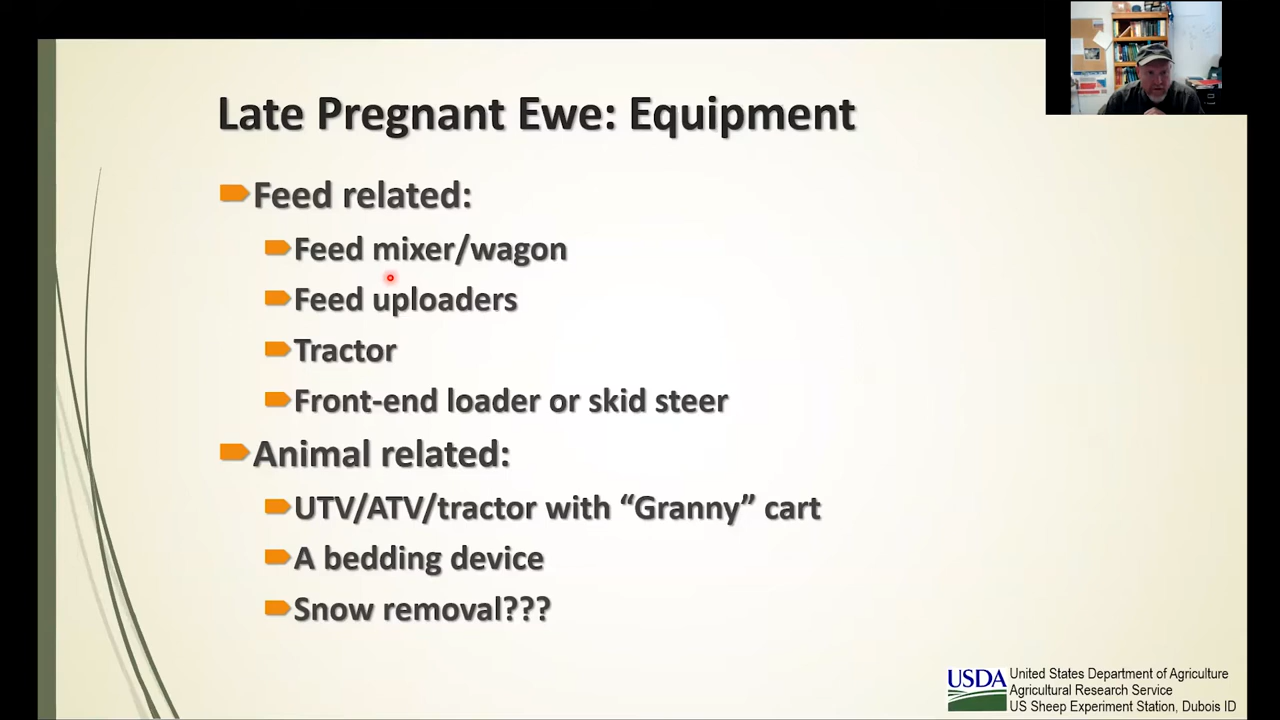 Late Pregnant Ewe: Equipment
Feed related:
Feed mixer/wagon
Feed uploaders
Tractor
Front-end loader or skid steer
Animal related:
UTV/ATV/tractor with “Granny” cart
A bedding device
Snow removal???
USDA
United States Department of Agriculture
Agricultural Research Service
US Sheep Experiment Station, Dubois ID